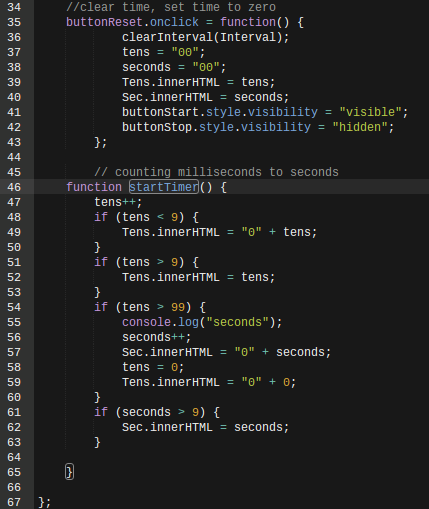 34 //clear time, set time to zero
35 buttonReset.onclick = function() {
36 clearInterval(Interval);
37 tens = "00";
38 seconds = "00";
39 Tens.innerHTML = tens;
40 Sec.innerHTML = seconds;
41 buttonStart.style.visibility = "visible";
42 buttonStop.style.visibility = "hidden";
43 };
44
45 // counting milliseconds to seconds
46 function startTimer() {
47 tens++;
48 if (tens < 9) {
49 Tens.innerHTML = "0" + tens;
50 }
51 if (tens > 9) {
52 Tens.innerHTML = tens;
53 }
54 if (tens > 99) {
55 console.log("seconds");
56 seconds++;
57 Sec.innerHTML = "0" + seconds;
58 tens = 0;
59 Tens.innerHTML = "0" + 0;
60 }
61 if (seconds > 9) {
62 Sec.innerHTML = seconds;
63 }
64
65 }
66
67 };